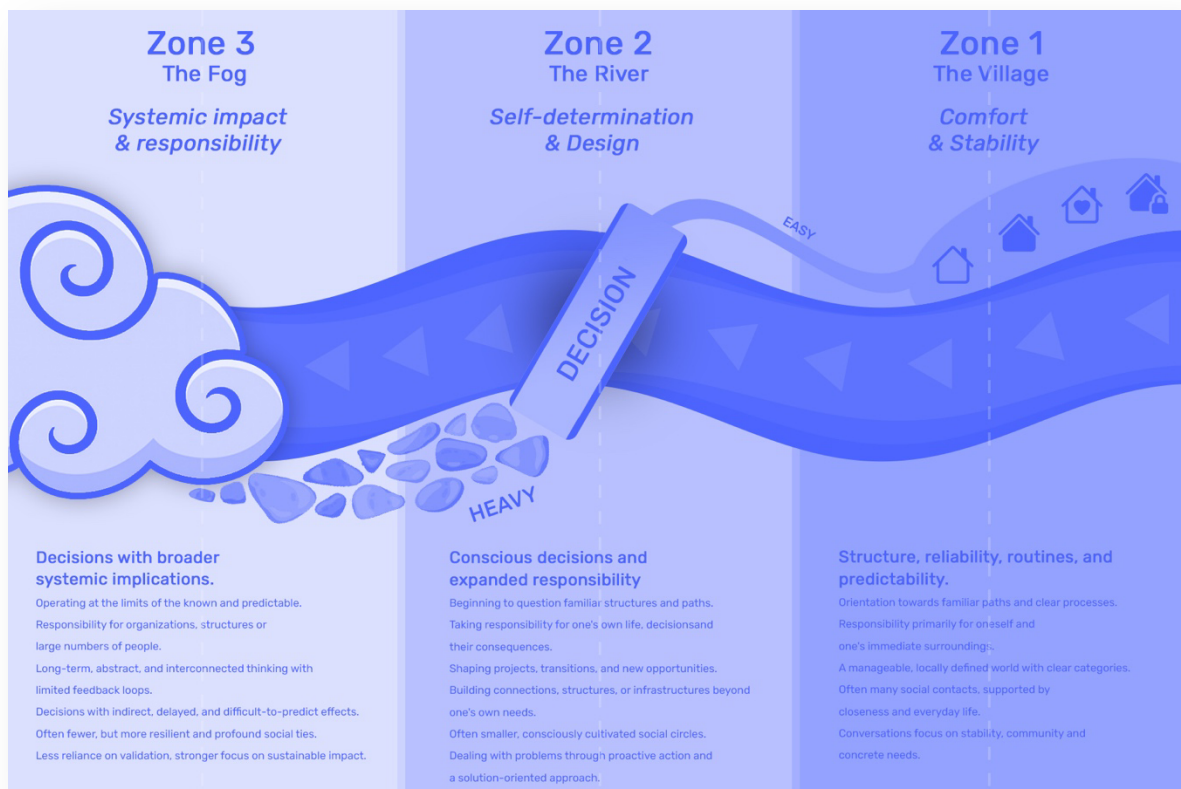 Zone 3
The Fog
Systemic impact
& responsibility
Zone 2
The River
Self-determination
& Design
Zone 1
The Village
Comfort
& Stability
EASY
DECISION
HEAVY
Decisions with broader
systemic implications.
Operating at the limits of the known and predictable.
Responsibility for organizations, structures or
large numbers of people.
Long-term, abstract, and interconnected thinking with
limited feedback loops.
Decisions with indirect, delayed, and difficult-to-predict effects.
Often fewer, but more resilient and profound social ties.
Less reliance on validation, stronger focus on sustainable impact.
Conscious decisions and
expanded responsibility
Beginning to question familiar structures and paths.
Taking responsibility for one's own life, decisionsand
their consequences.
Shaping projects, transitions, and new opportunities.
Building connections, structures, or infrastructures beyond
one's own needs.
Often smaller, consciously cultivated social circles.
Dealing with problems through proactive action and
a solution-oriented approach.
Structure, reliability, routines, and
predictability.
Orientation towards familiar paths and clear processes.
Responsibility primarily for oneself and
one's immediate surroundings.
A manageable, locally defined world with clear categories.
Often many social contacts, supported by
closeness and everyday life.
Conversations focus on stability, community and
concrete needs.